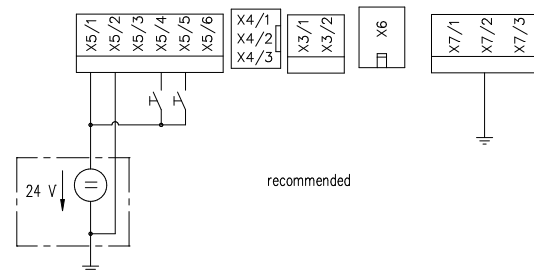 X5/1
X5/2
X5/3
X5/4
X5/5
X5/6
X4/1
X4/2
X4/3
X3/1
X3/2
X6
X7/1
X7/2
X7/3
24 V
recommended